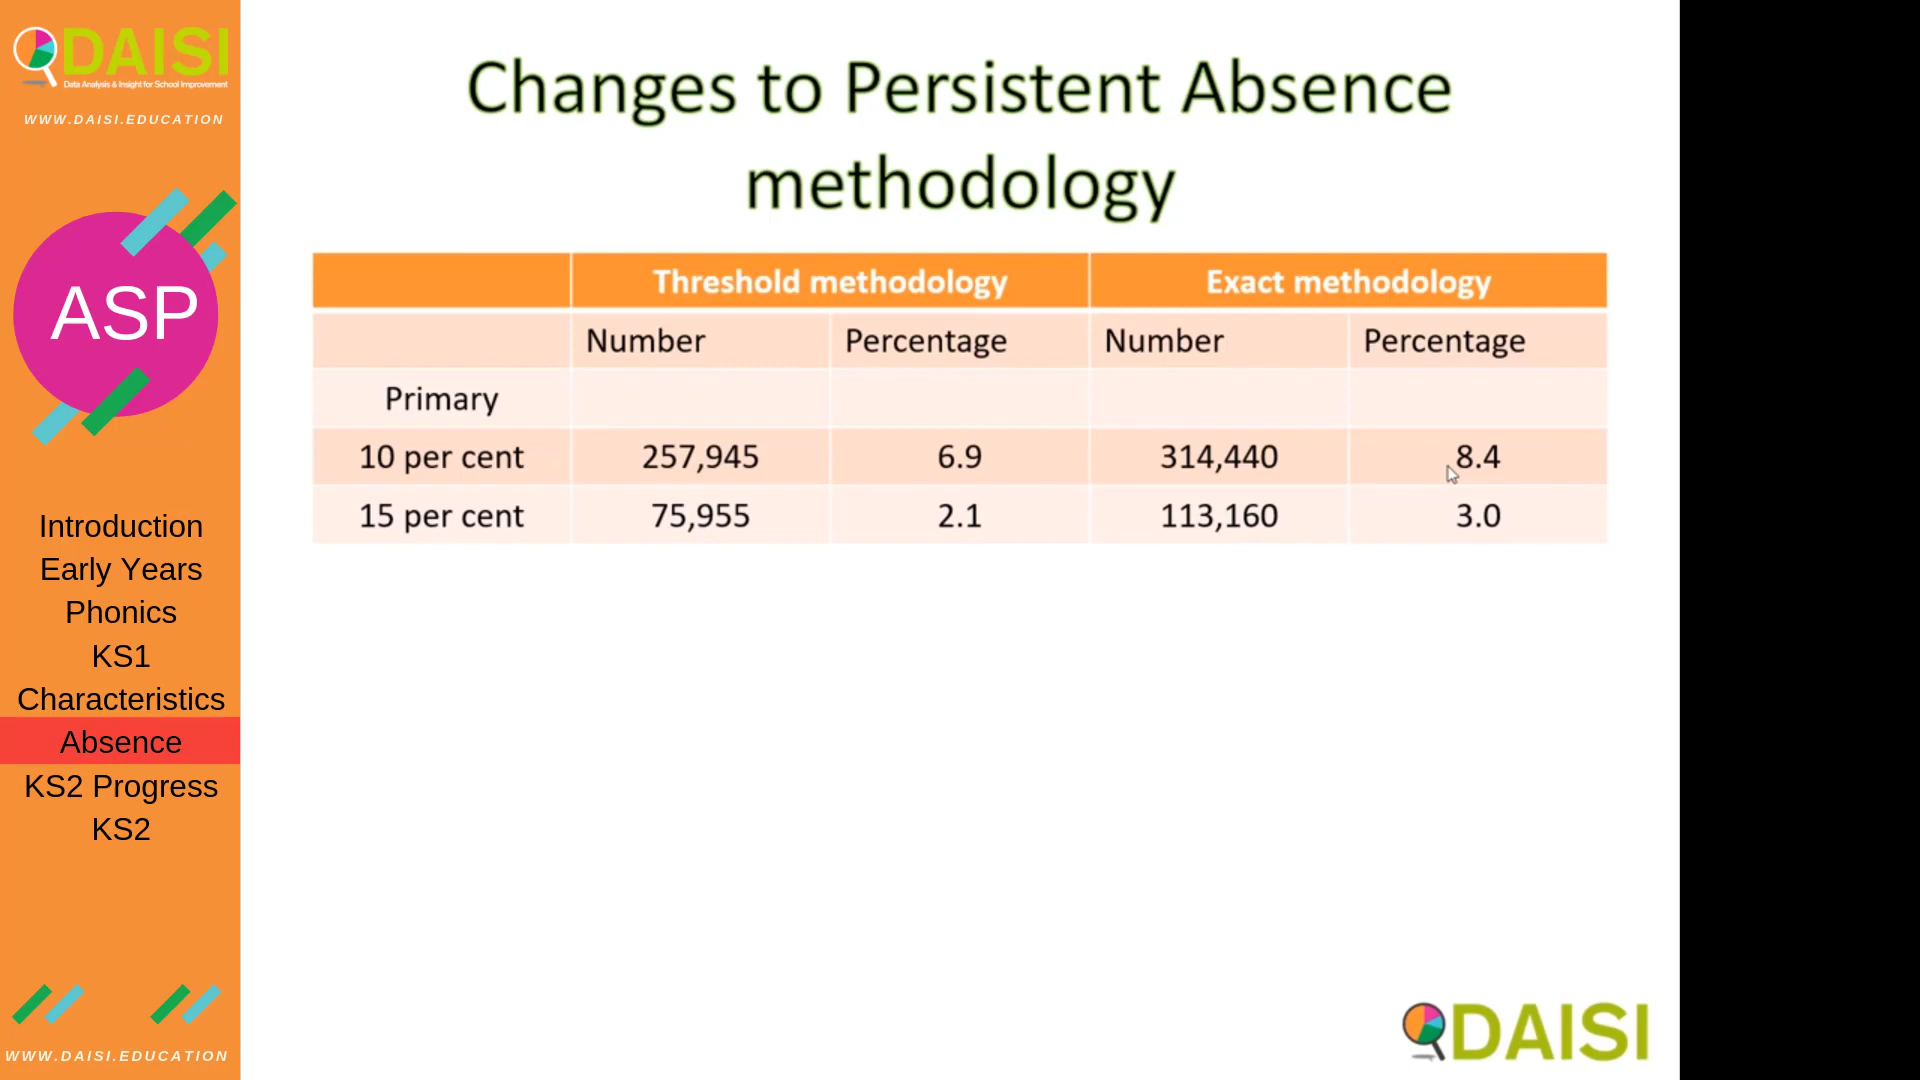 DAISI
Data Analysis & Insight for School Improvement
WWW.DAISI.EDUCATION
ASP
Introduction
Early Years
Phonics
KS1
Characteristics
Absence
KS2 Progress
KS2
WWW.DAISI.EDUCATION
Changes to Persistent Absence
methodology
Threshold methodology Exact methodology
Number Percentage Number Percentage
Primary
10 per cent 257,945 6.9 314,440 8.4
15 per cent 75,955 2.1 113,160 3.0
DAISI